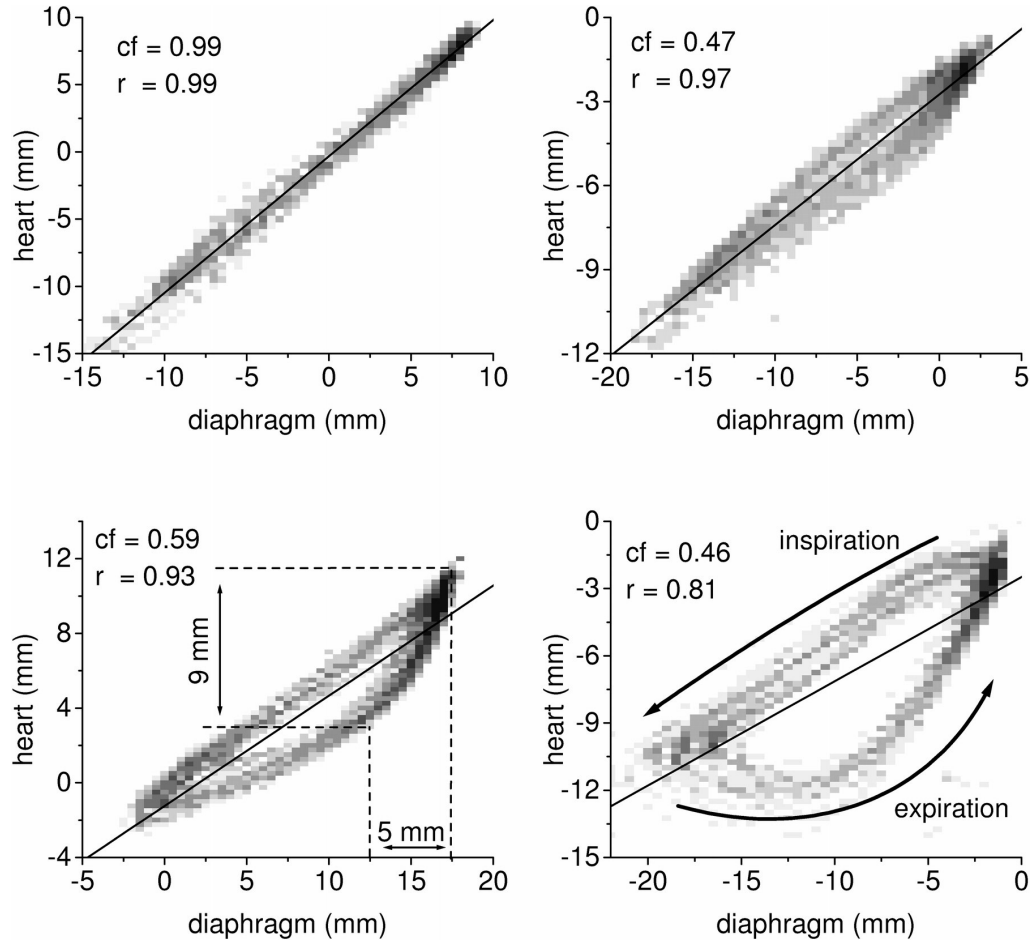 10
5
0
-5
-10
-15
-15
-10
-5
0
5
10
heart (mm)
diaphragm (mm)
cf = 0.99
r = 0.99
0
-3
-6
-9
-12
-20
-15
-10
-5
0
5
heart (mm)
diaphragm (mm)
cf = 0.47
r = 0.97
12
8
4
0
-4
-5
0
5
10
15
20
heart (mm)
diaphragm (mm)
cf = 0.59
r = 0.93
9 mm
5 mm
0
-3
-6
-9
-12
-15
-20
-15
-10
-5
0
heart (mm)
diaphragm (mm)
cf = 0.46
r = 0.81
inspiration
expiration